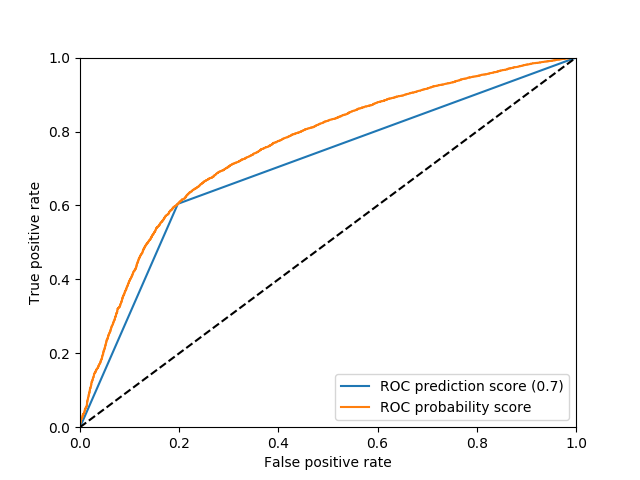 1.0
0.8
0.6
0.4
0.2
0.0
0.0 0.2 0.4 0.6 0.8 1.0
True positive rate
False positive rate
ROC prediction score (0.7)
ROC probability score